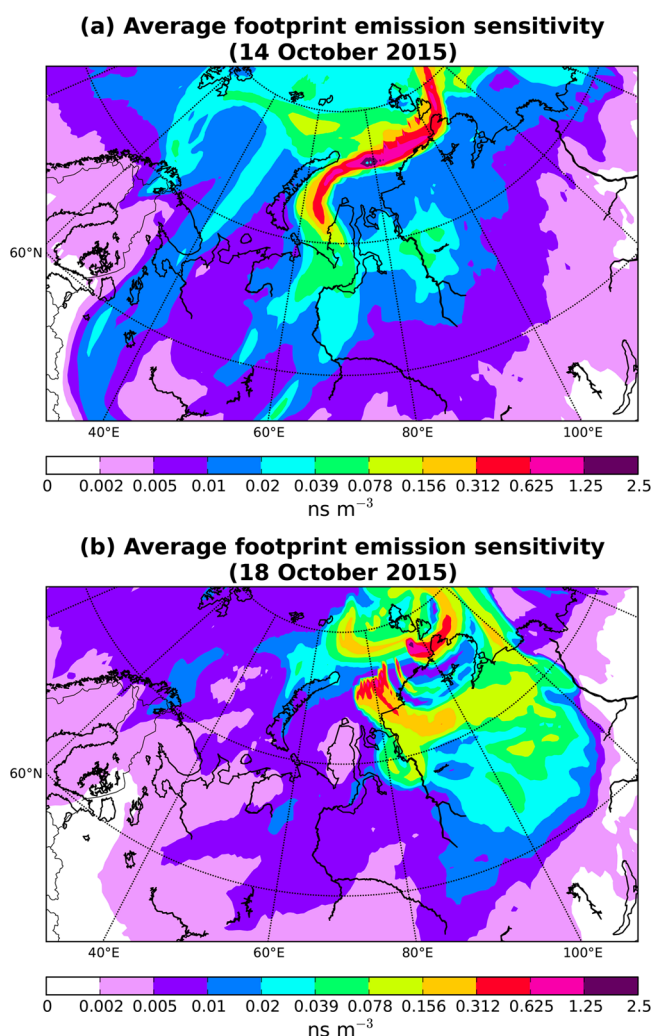 (a) Average footprint emission sensitivity
(14 October 2015)
60°N
40°E 60°E 80°E 100°E
0 0.002 0.005 0.01 0.02 0.039 0.078 0.156 0.312 0.625 1.25 2.5
ns m⁻³
(b) Average footprint emission sensitivity
(18 October 2015)
60°N
40°E 60°E 80°E 100°E
0 0.002 0.005 0.01 0.02 0.039 0.078 0.156 0.312 0.625 1.25 2.5
ns m⁻³